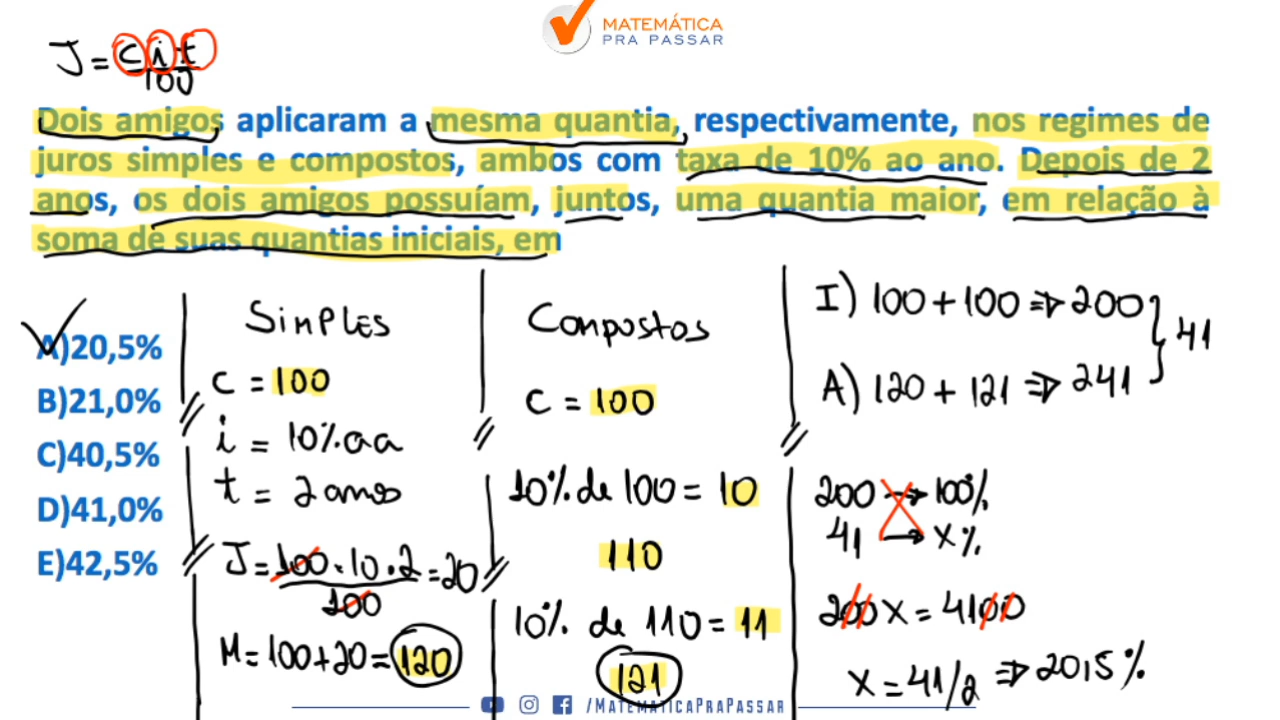 MATEMÁTICA
PRA PASSAR
J = c i t
100
Dois amigos aplicaram a mesma quantia, respectivamente, nos regimes de
juros simples e compostos, ambos com taxa de 10% ao ano. Depois de 2
anos, os dois amigos possuíam, juntos, uma quantia maior, em relação à
soma de suas quantias iniciais, em
A)20,5%
B)21,0%
C)40,5%
D)41,0%
E)42,5%
SimPLES
C = 100
i = 10%.aa
t = 2 anos
J = 100.10.2 = 20
100
M = 100+20 = 120
Compostos
C = 100
10% de 100 = 10
110
10% de 110 = 11
121
I) 100 + 100 ⇒ 200
41
A) 120 + 121 ⇒ 241
200 → 100%
41 → X%
200X = 4100
X = 41/2 ⇒ 20,5%
/MatematicaPraPassar